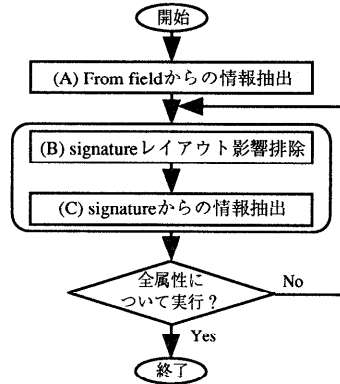 開始
(A) From fieldからの情報抽出
(B) signatureレイアウト影響排除
(C) signatureからの情報抽出
全属性に
ついて実行？
No
Yes
終了